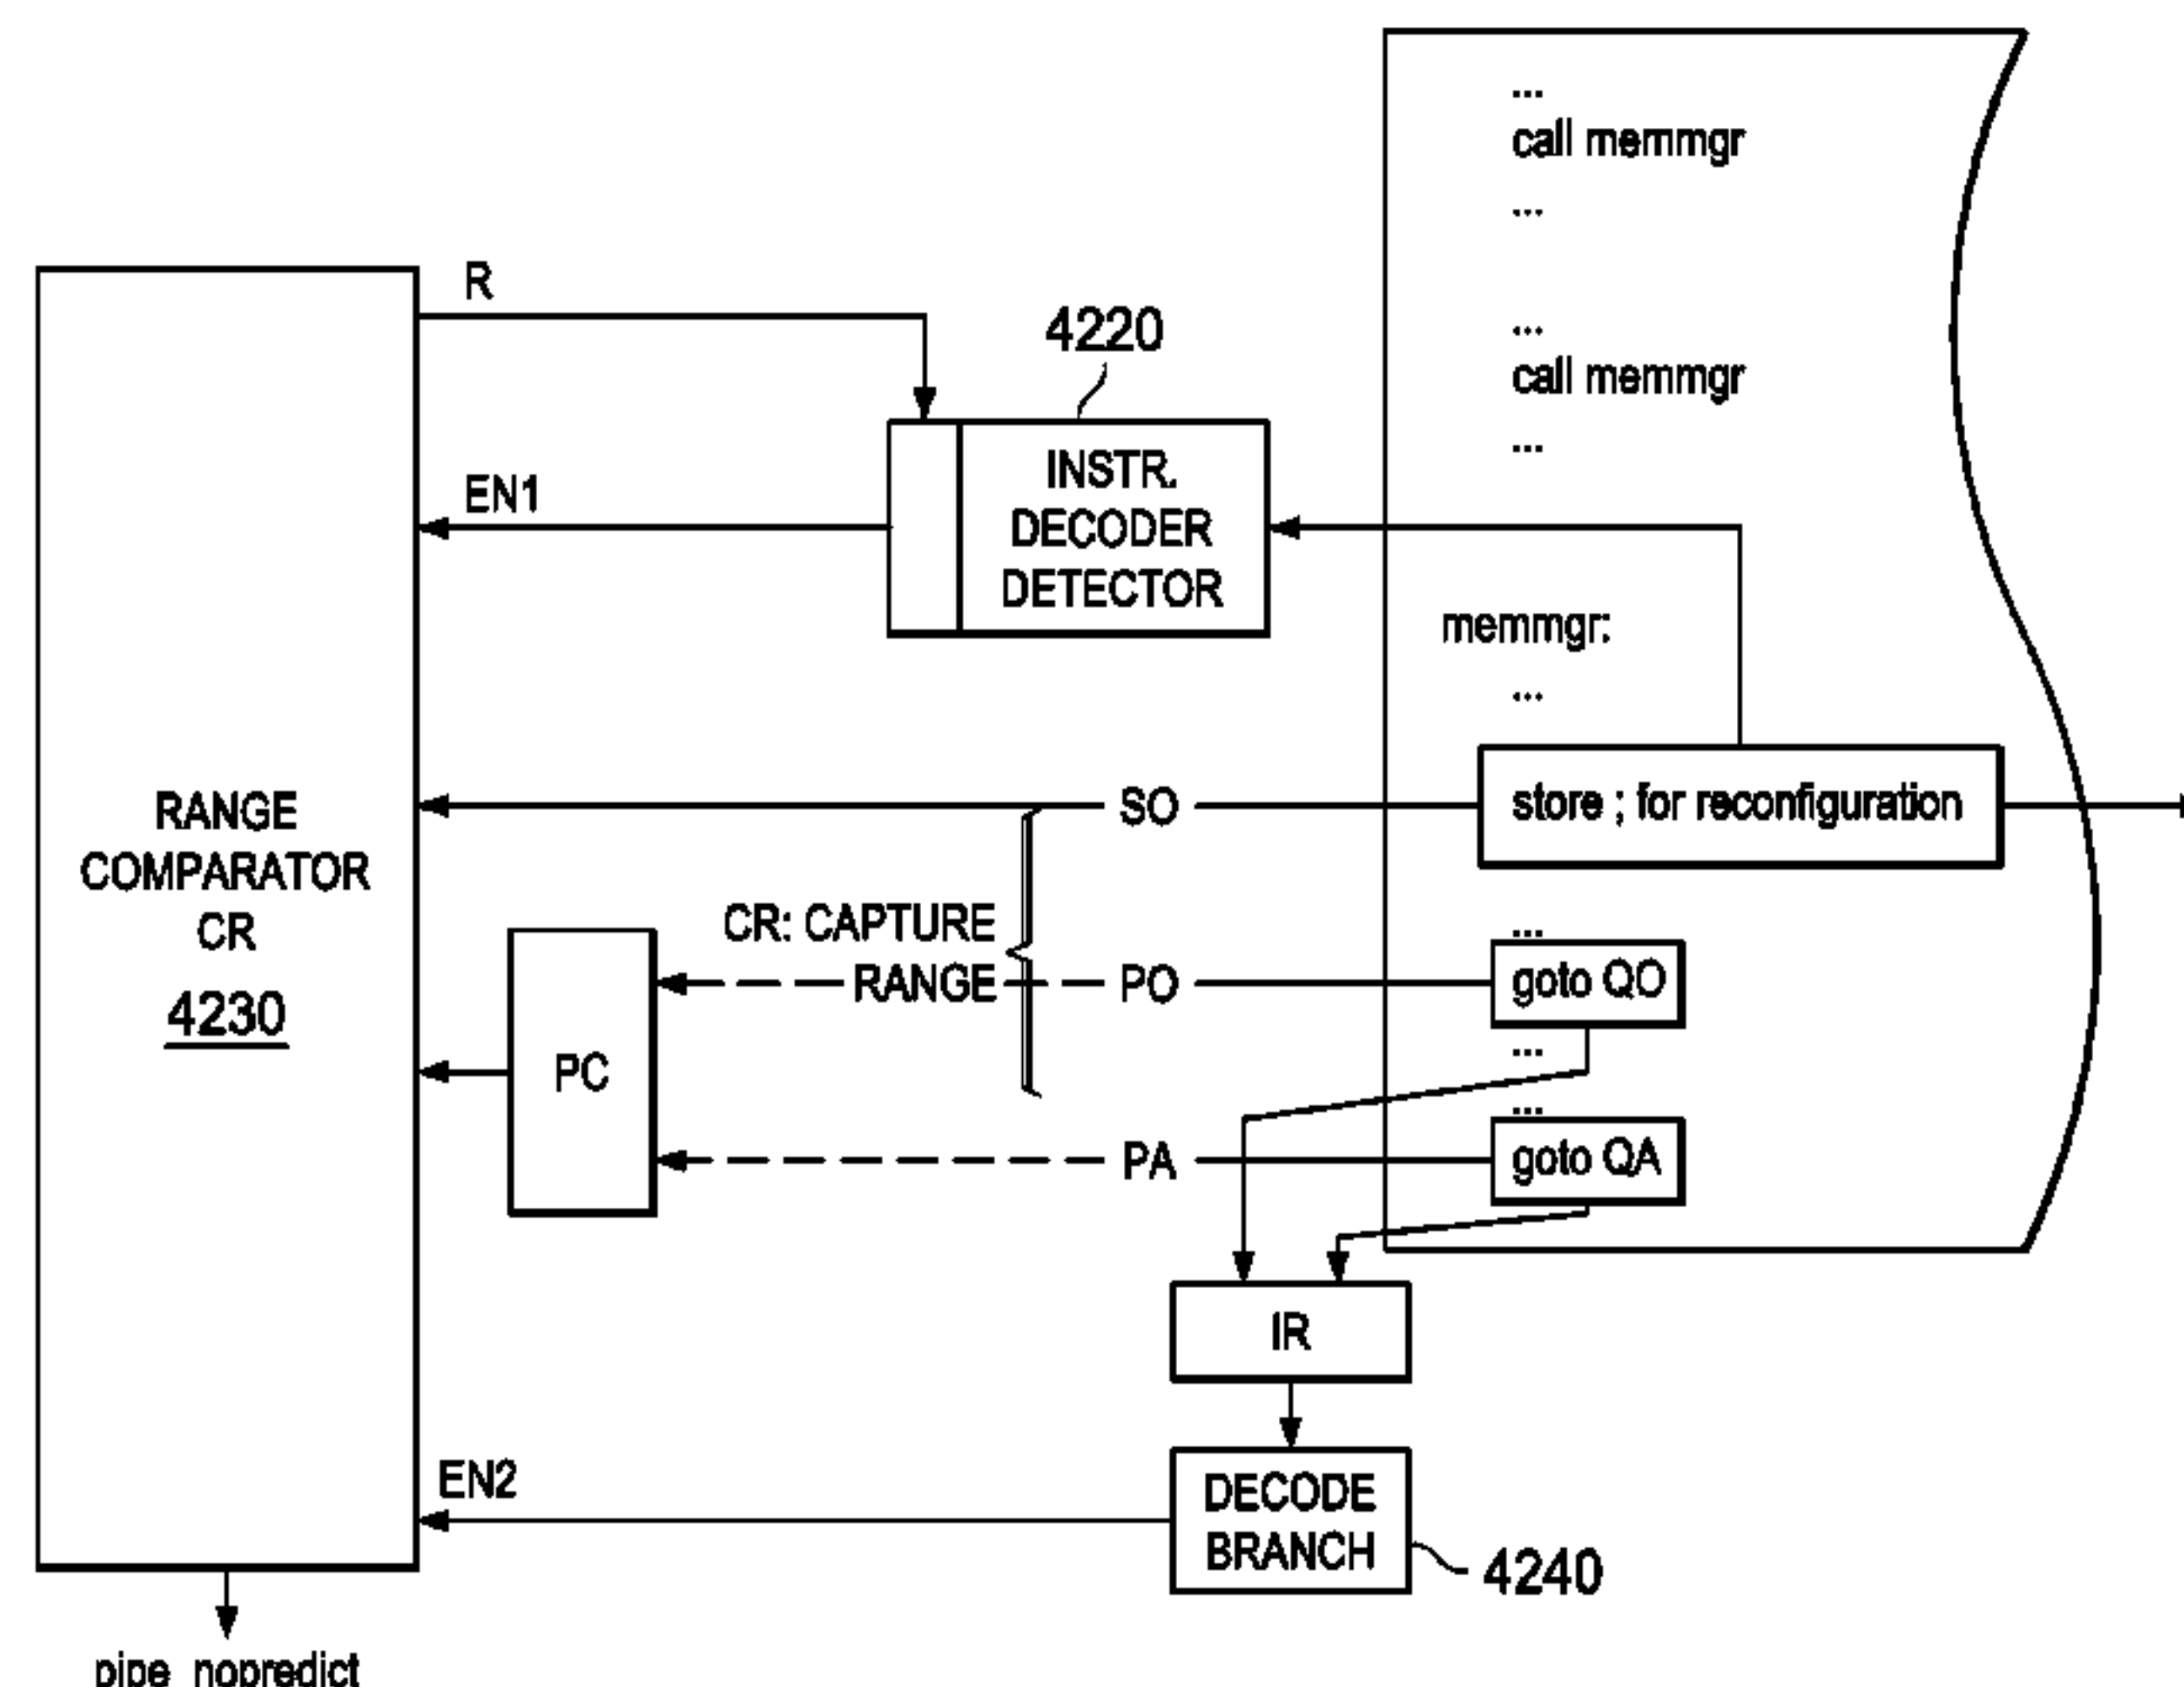 ...
call memmgr
...
R
4220
...
call memmgr
...
INSTR.
DECODER
DETECTOR
EN1
memmgr:
...
RANGE
COMPARATOR
CR
4230
SO
store ; for reconfiguration
CR: CAPTURE
RANGE
PO
...
goto QO
...
PC
...
PA
goto QA
IR
EN2
DECODE
BRANCH
4240
pipe_nopredict